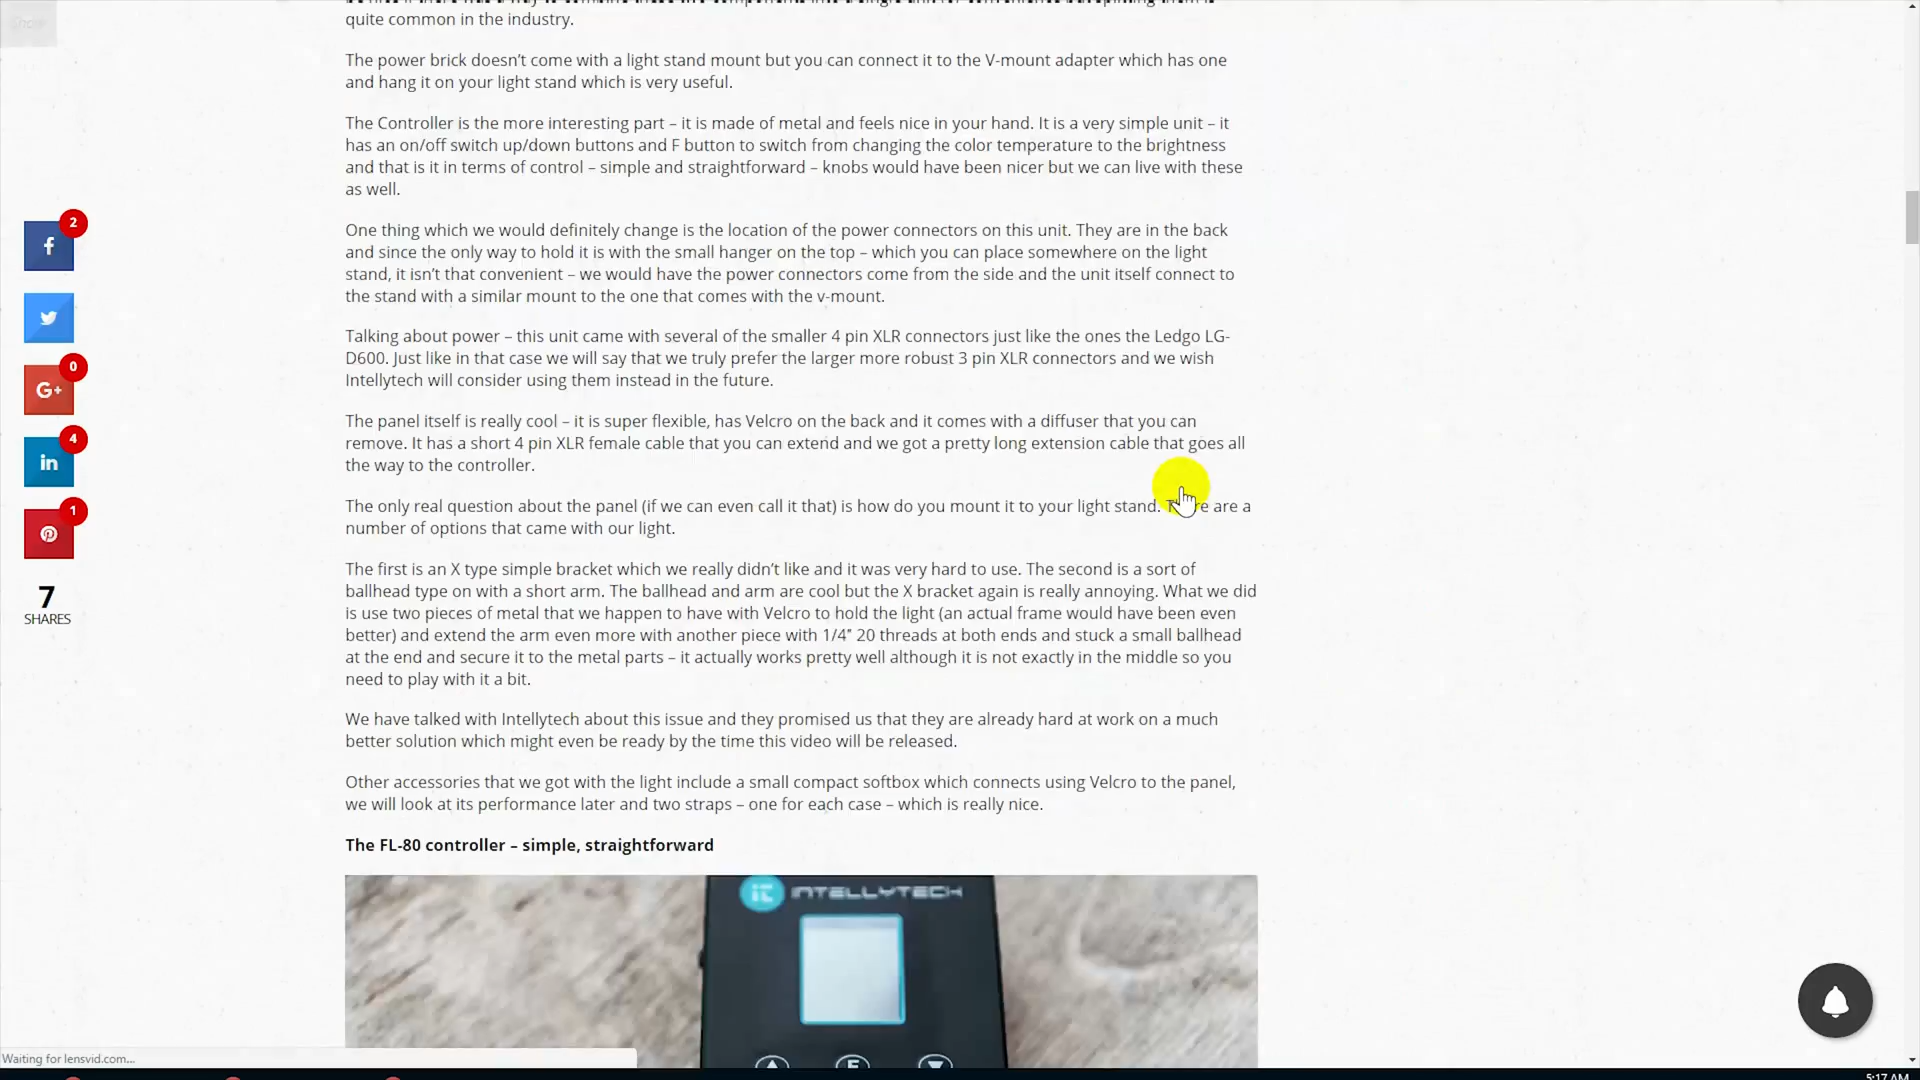 quite common in the industry.
The power brick doesn’t come with a light stand mount but you can connect it to the V-mount adapter which has one
and hang it on your light stand which is very useful.
The Controller is the more interesting part – it is made of metal and feels nice in your hand. It is a very simple unit – it
has an on/off switch up/down buttons and F button to switch from changing the color temperature to the brightness
and that is it in terms of control – simple and straightforward – knobs would have been nicer but we can live with these
as well.
One thing which we would definitely change is the location of the power connectors on this unit. They are in the back
and since the only way to hold it is with the small hanger on the top – which you can place somewhere on the light
stand, it isn’t that convenient – we would have the power connectors come from the side and the unit itself connect to
the stand with a similar mount to the one that comes with the v-mount.
Talking about power – this unit came with several of the smaller 4 pin XLR connectors just like the ones the Ledgo LG-
D600. Just like in that case we will say that we truly prefer the larger more robust 3 pin XLR connectors and we wish
Intellytech will consider using them instead in the future.
The panel itself is really cool – it is super flexible, has Velcro on the back and it comes with a diffuser that you can
remove. It has a short 4 pin XLR female cable that you can extend and we got a pretty long extension cable that goes all
the way to the controller.
The only real question about the panel (if we can even call it that) is how do you mount it to your light stand. There are a
number of options that came with our light.
The first is an X type simple bracket which we really didn’t like and it was very hard to use. The second is a sort of
ballhead type on with a short arm. The ballhead and arm are cool but the X bracket again is really annoying. What we did
is use two pieces of metal that we happen to have with Velcro to hold the light (an actual frame would have been even
better) and extend the arm even more with another piece with 1/4″ 20 threads at both ends and stuck a small ballhead
at the end and secure it to the metal parts – it actually works pretty well although it is not exactly in the middle so you
need to play with it a bit.
We have talked with Intellytech about this issue and they promised us that they are already hard at work on a much
better solution which might even be ready by the time this video will be released.
Other accessories that we got with the light include a small compact softbox which connects using Velcro to the panel,
we will look at its performance later and two straps – one for each case – which is really nice.
The FL-80 controller – simple, straightforward
iT INTELLYTECH
F
2
f
0
G+
4
in
1
7
SHARES
Waiting for lensvid.com...
5:17 AM